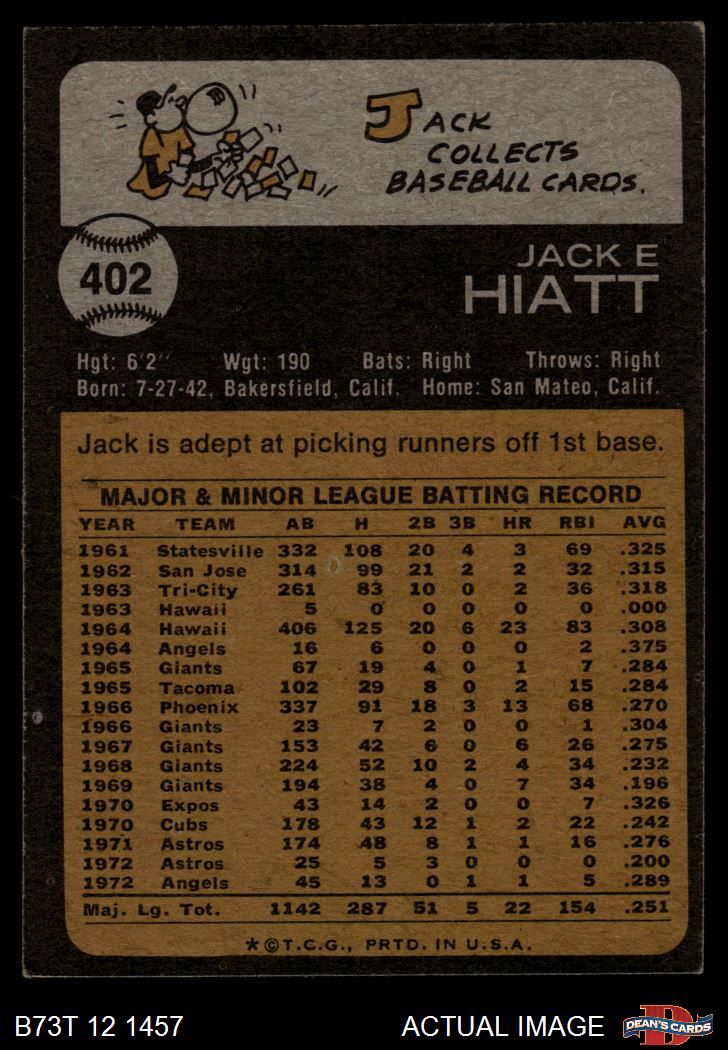 JACK
COLLECTS
BASEBALL CARDS.
402
JACK E
HIATT
Hgt: 6'2" Wgt: 190 Bats: Right Throws: Right
Born: 7-27-42, Bakersfield, Calif. Home: San Mateo, Calif.
Jack is adept at picking runners off 1st base.
MAJOR & MINOR LEAGUE BATTING RECORD
YEAR TEAM AB H 2B 3B HR RBI AVG
1961 Statesville 332 108 20 4 3 69 .325
1962 San Jose 314 99 21 2 2 32 .315
1963 Tri-City 261 83 10 0 2 36 .318
1963 Hawaii 5 0 0 0 0 0 .000
1964 Hawaii 406 125 20 6 23 83 .308
1964 Angels 16 6 0 0 0 2 .375
1965 Giants 67 19 4 0 1 7 .284
1965 Tacoma 102 29 8 0 2 15 .284
1966 Phoenix 337 91 18 3 13 68 .270
1966 Giants 23 7 2 0 0 1 .304
1967 Giants 153 42 6 0 6 26 .275
1968 Giants 224 52 10 2 4 34 .232
1969 Giants 194 38 4 0 7 34 .196
1970 Expos 43 14 2 0 0 7 .326
1970 Cubs 178 43 12 1 2 22 .242
1971 Astros 174 48 8 1 1 16 .276
1972 Astros 25 5 3 0 0 0 .200
1972 Angels 45 13 0 1 1 5 .289
Maj. Lg. Tot. 1142 287 51 5 22 154 .251
*©T.C.G., PRTD. IN U.S.A.
B73T 12 1457 ACTUAL IMAGE DEAN'S CARDS